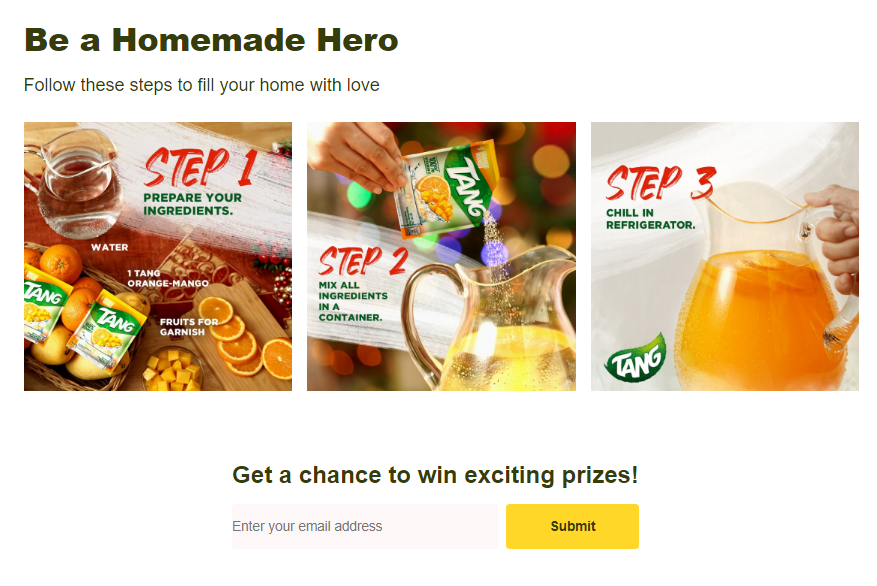 Be a Homemade Hero
Follow these steps to fill your home with love
STEP 1
PREPARE YOUR
INGREDIENTS.
WATER
1 TANG
ORANGE-MANGO
FRUITS FOR
GARNISH
TANG
TANG
TANG
STEP 2
MIX ALL
INGREDIENTS
IN A
CONTAINER.
STEP 3
CHILL IN
REFRIGERATOR.
TANG
Get a chance to win exciting prizes!
Enter your email address
Submit